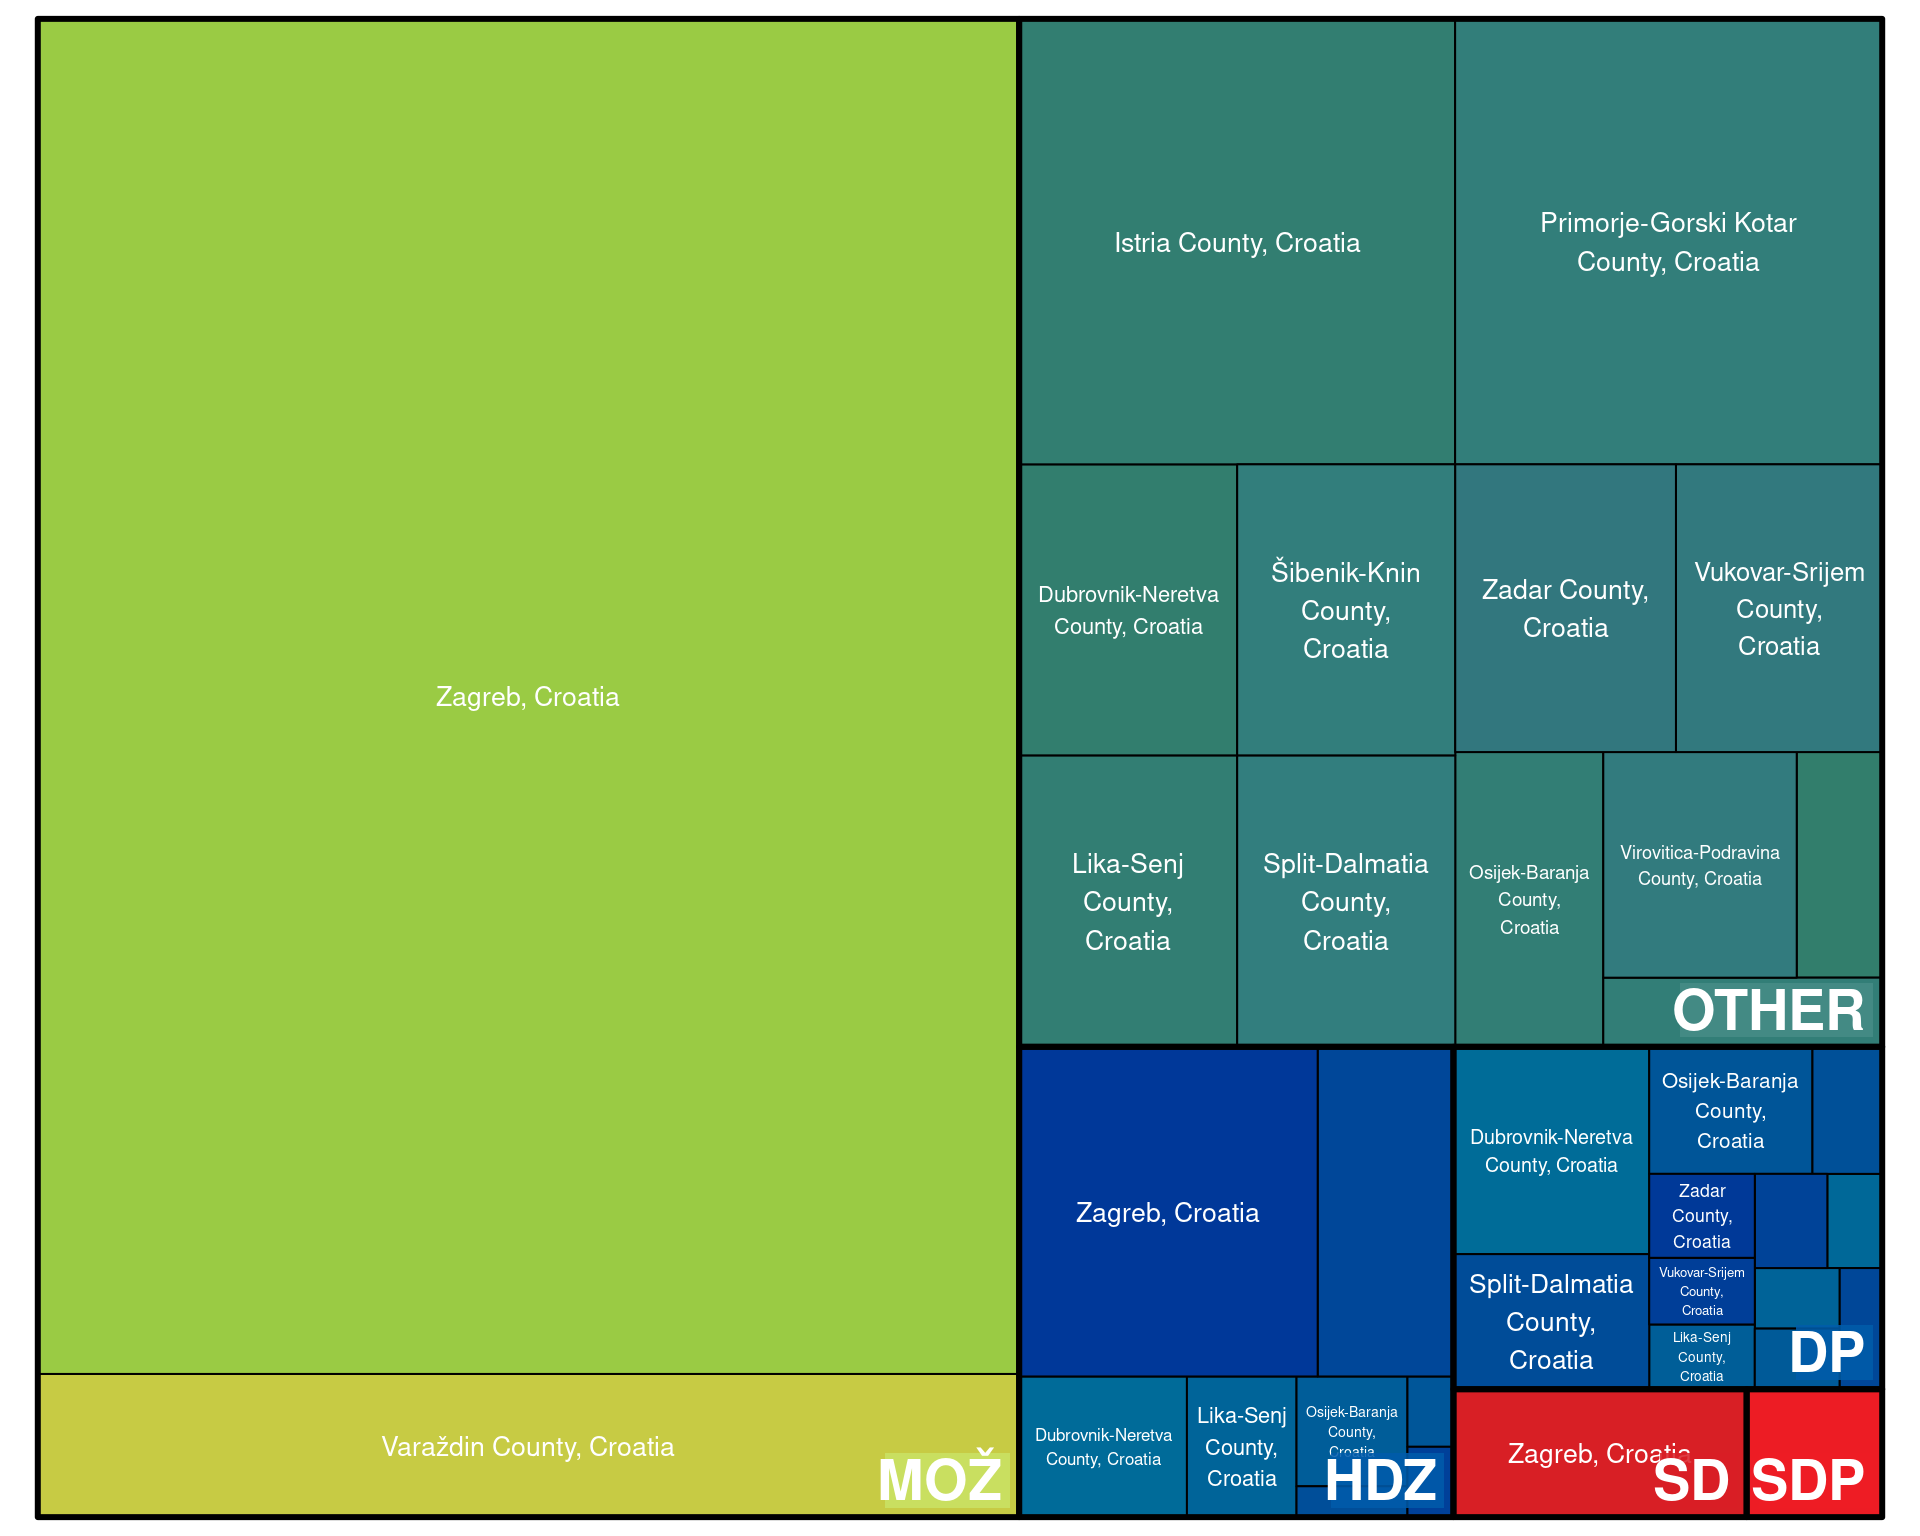 Zagreb, Croatia
Varaždin County, Croatia
MOŽ
Istria County, Croatia
Primorje-Gorski Kotar
County, Croatia
Dubrovnik-Neretva
County, Croatia
Šibenik-Knin
County,
Croatia
Zadar County,
Croatia
Vukovar-Srijem
County,
Croatia
Lika-Senj
County,
Croatia
Split-Dalmatia
County,
Croatia
Osijek-Baranja
County,
Croatia
Virovitica-Podravina
County, Croatia
OTHER
Zagreb, Croatia
Dubrovnik-Neretva
County, Croatia
Lika-Senj
County,
Croatia
Osijek-Baranja
County,
Croatia
HDZ
Dubrovnik-Neretva
County, Croatia
Osijek-Baranja
County,
Croatia
Split-Dalmatia
County,
Croatia
Zadar
County,
Croatia
Vukovar-Srijem
County,
Croatia
Lika-Senj
County,
Croatia
DP
Zagreb, Croatia
SD
SDP